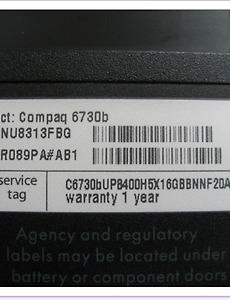 ct: Compaq 6730b
NU8313FBG
R089PA#AB1
service
tag
C6730bUP8400H5X16GBBNNF20A
warranty 1 year
Agency and regulatory
labels may be located under
battery or component doors